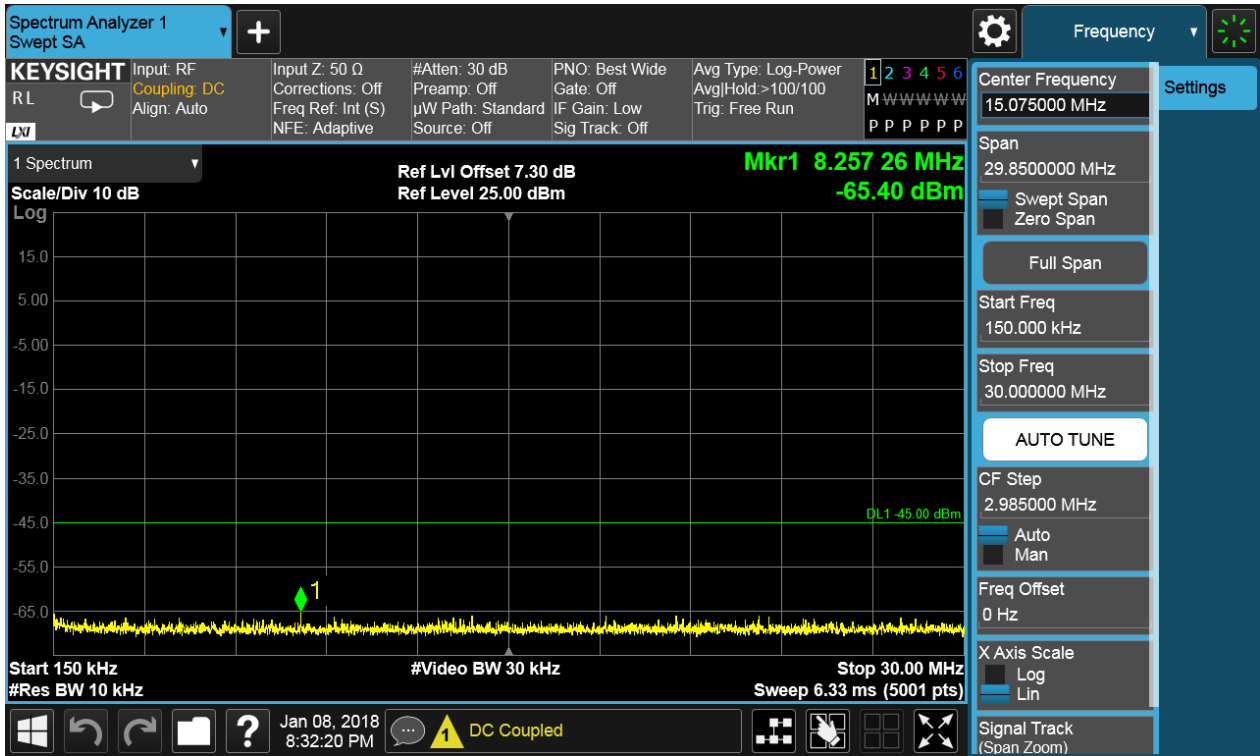 Spectrum Analyzer 1
Swept SA
+
Frequency
KEYSIGHT
RL
LXI
Input: RF
Coupling: DC
Align: Auto
Input Z: 50 Ω
Corrections: Off
Freq Ref: Int (S)
NFE: Adaptive
#Atten: 30 dB
Preamp: Off
µW Path: Standard
Source: Off
PNO: Best Wide
Gate: Off
IF Gain: Low
Sig Track: Off
Avg Type: Log-Power
Avg|Hold:>100/100
Trig: Free Run
1 2 3 4 5 6
M W W W W W
P P P P P P
Center Frequency
15.075000 MHz
Settings
Span
29.8500000 MHz
Swept Span
Zero Span
Full Span
Start Freq
150.000 kHz
Stop Freq
30.000000 MHz
AUTO TUNE
CF Step
2.985000 MHz
Auto
Man
Freq Offset
0 Hz
X Axis Scale
Log
Lin
Signal Track
(Span Zoom)
1 Spectrum
Ref Lvl Offset 7.30 dB
Mkr1 8.257 26 MHz
Scale/Div 10 dB
Ref Level 25.00 dBm
-65.40 dBm
Log
15.0
5.00
-5.00
-15.0
-25.0
-35.0
DL1 -45.00 dBm
-45.0
-55.0
1
-65.0
Start 150 kHz
#Video BW 30 kHz
Stop 30.00 MHz
#Res BW 10 kHz
Sweep 6.33 ms (5001 pts)
?
Jan 08, 2018
8:32:20 PM
1
DC Coupled